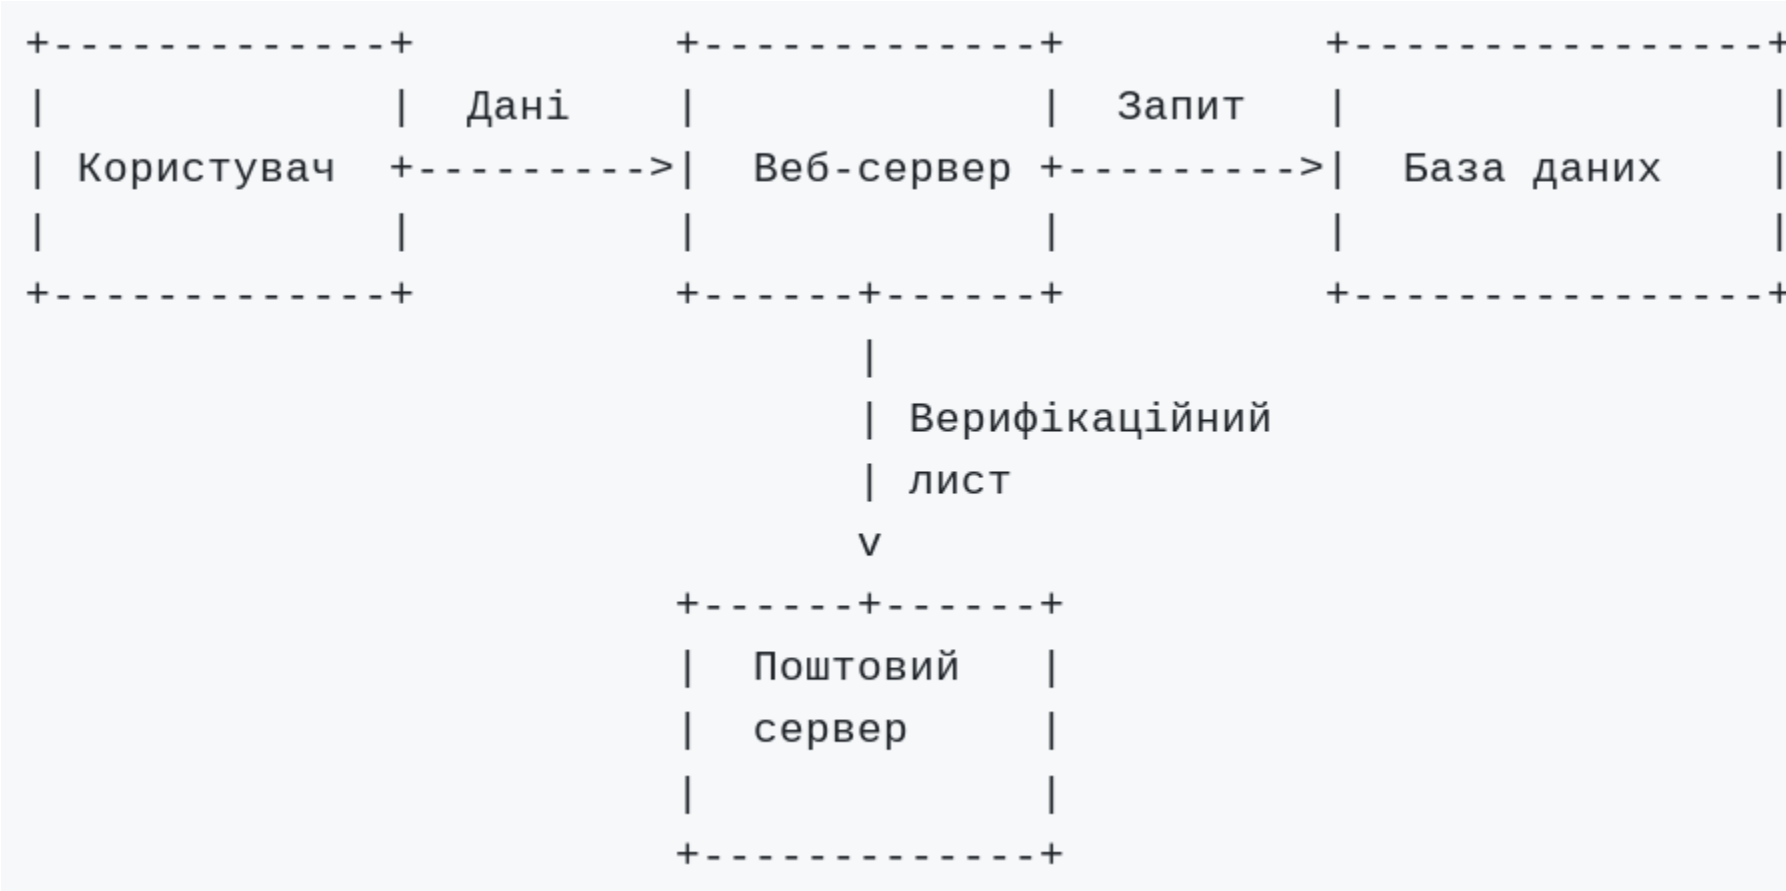 +-------------+          +-------------+          +----------------+
|             |  Дані    |             |  Запит   |                |
| Користувач  +--------->|  Веб-сервер +--------->|  База даних    |
|             |          |             |          |                |
+-------------+          +------+------+          +----------------+
                                |
                                | Верифікаційний
                                | лист
                                v
                         +------+------+
                         |  Поштовий   |
                         |  сервер     |
                         |             |
                         +-------------+